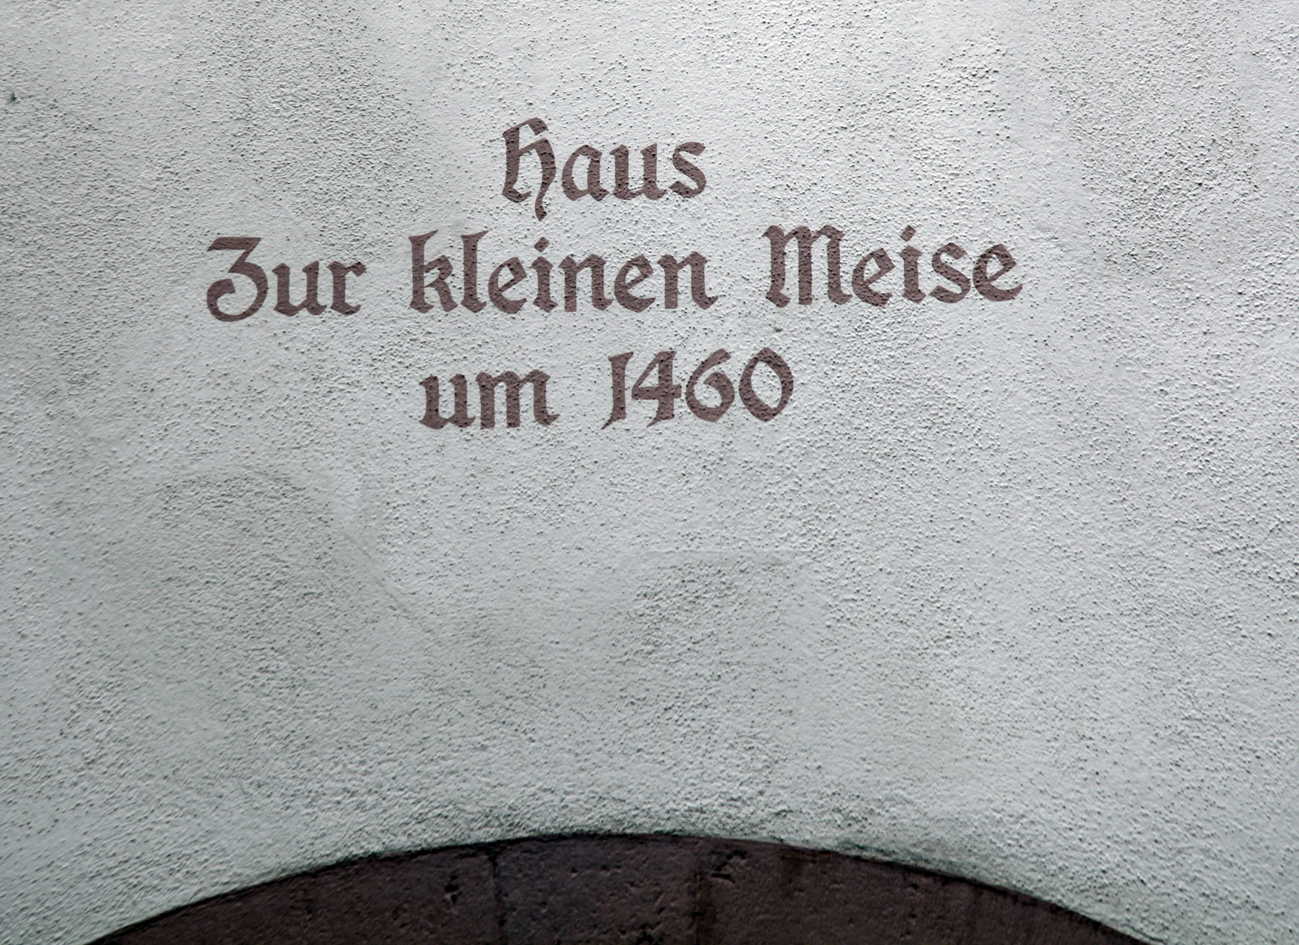 Haus
Zur kleinen Meise
um 1460